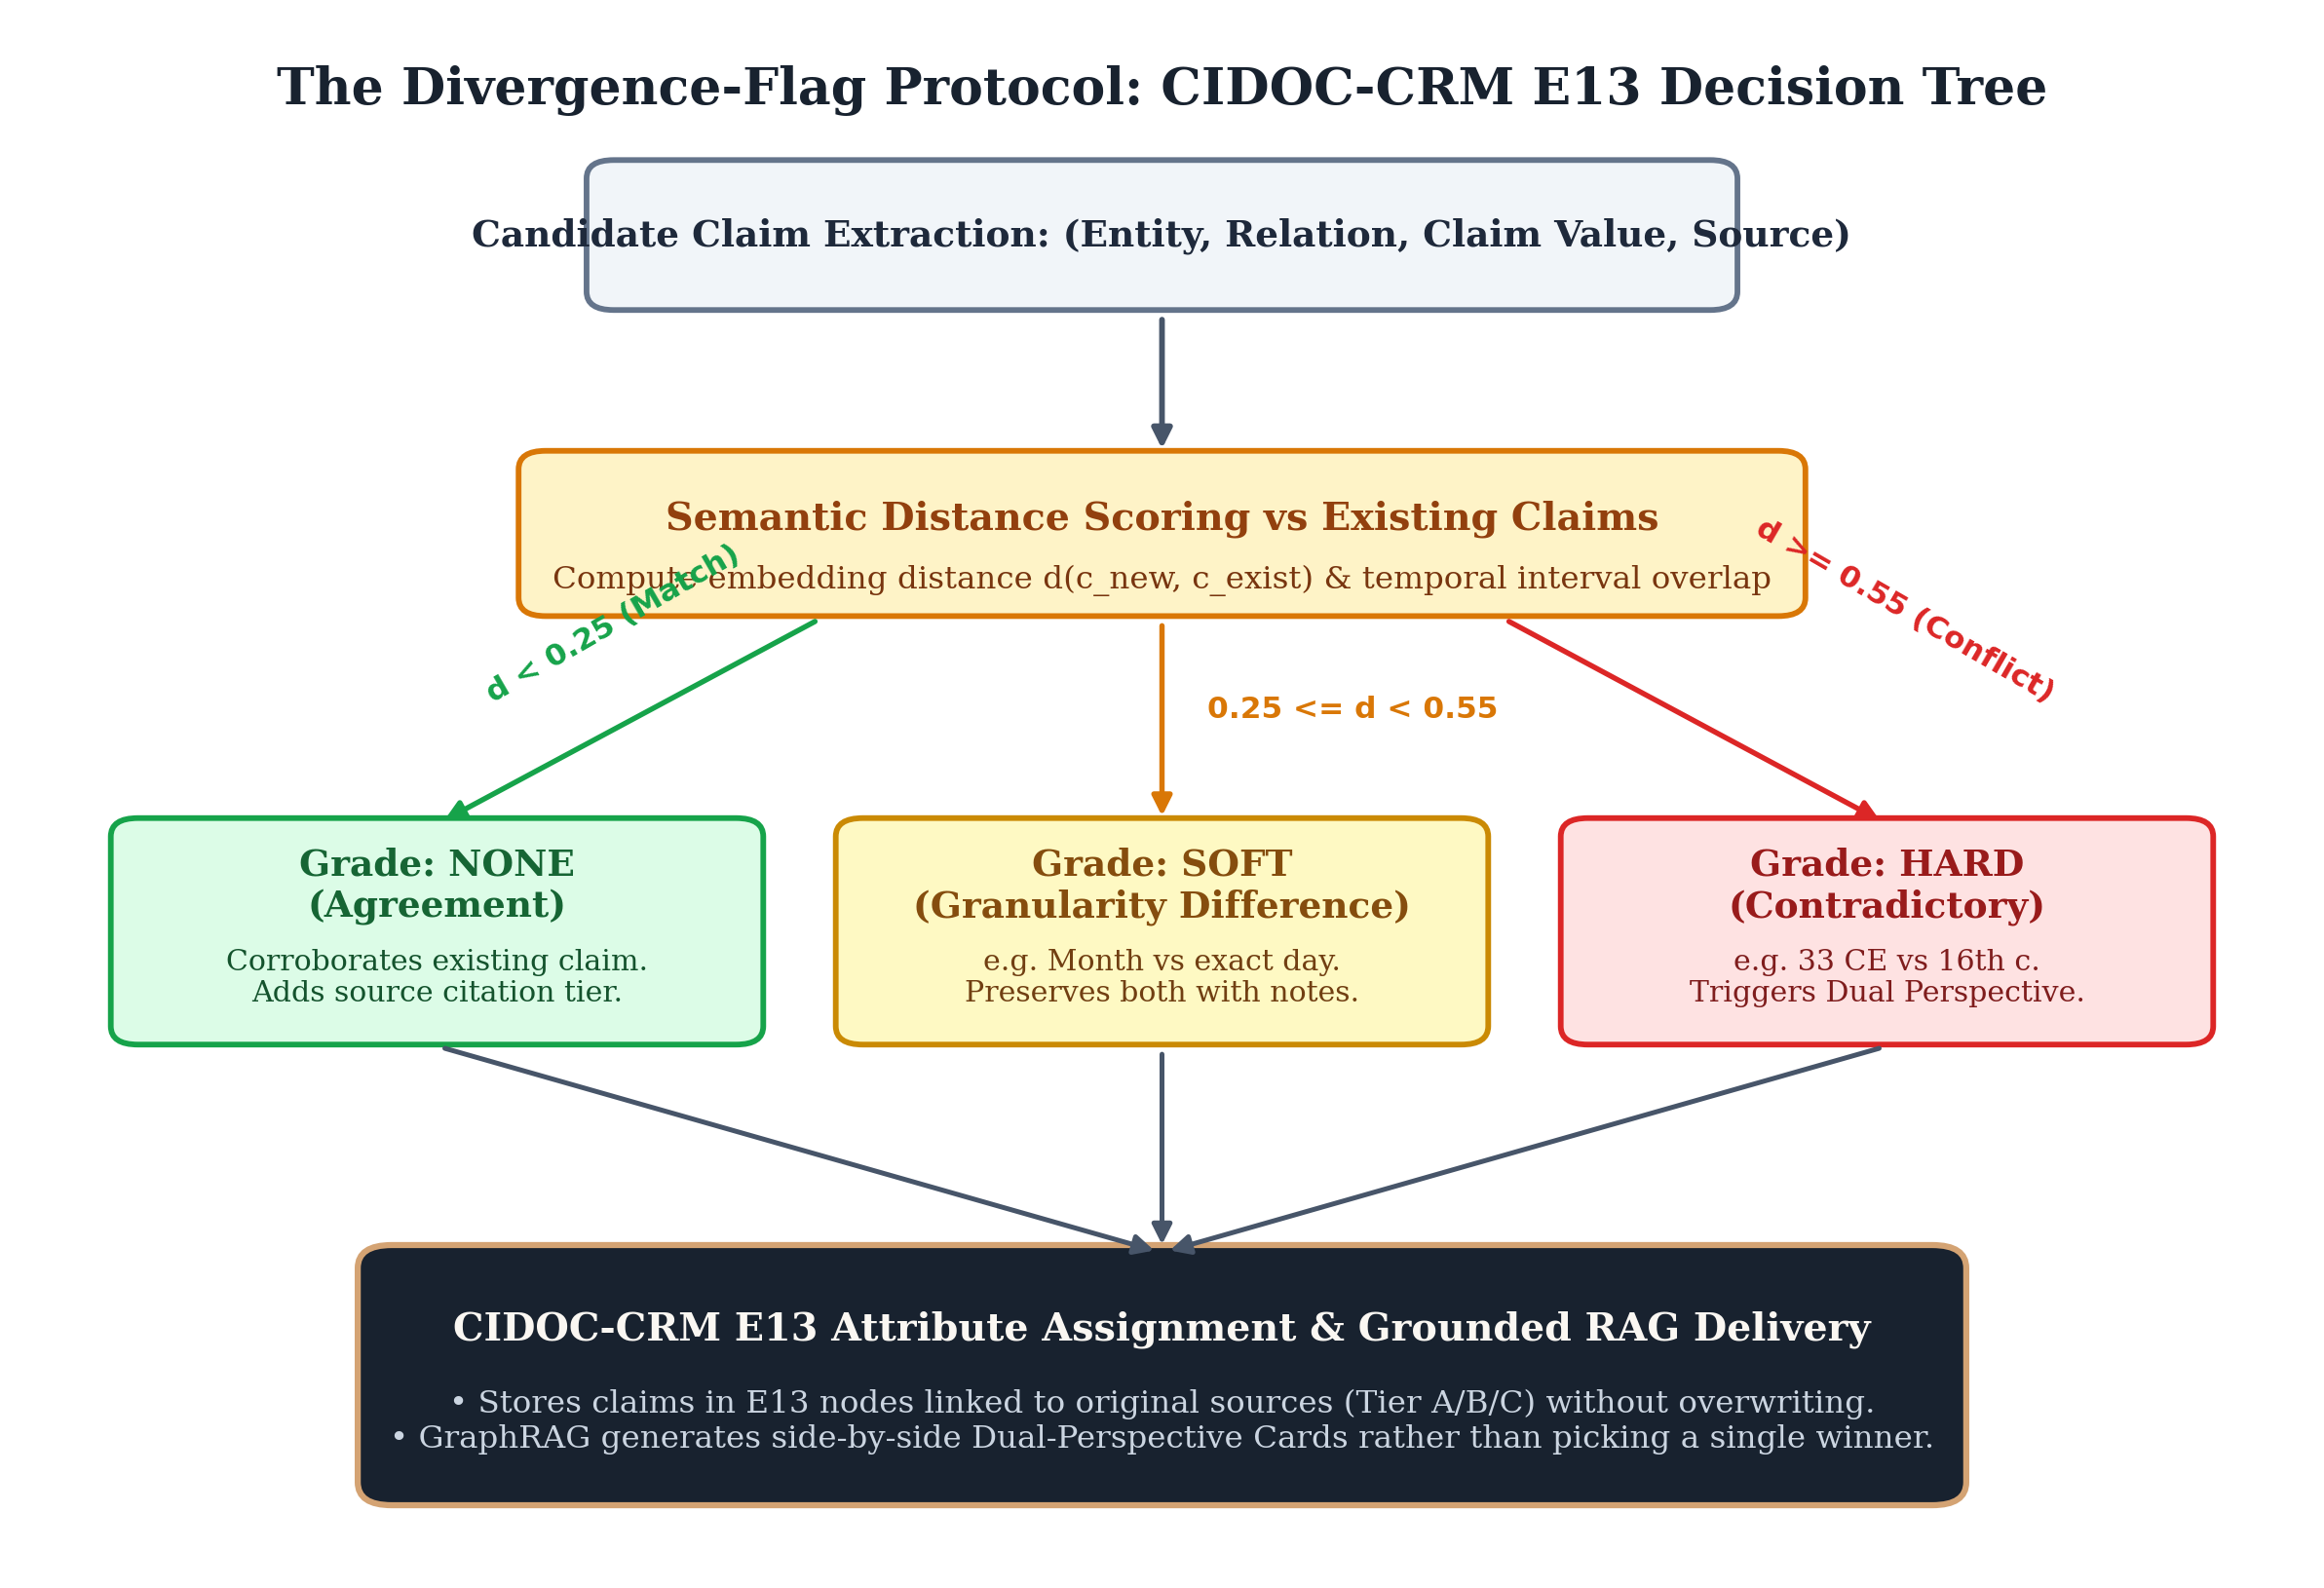 The Divergence-Flag Protocol: CIDOC-CRM E13 Decision Tree
Candidate Claim Extraction: (Entity, Relation, Claim Value, Source)
Semantic Distance Scoring vs Existing Claims
Compute embedding distance d(c_new, c_exist) & temporal interval overlap
d < 0.25 (Match)
0.25 <= d < 0.55
d >= 0.55 (Conflict)
Grade: NONE
(Agreement)
Corroborates existing claim.
Adds source citation tier.
Grade: SOFT
(Granularity Difference)
e.g. Month vs exact day.
Preserves both with notes.
Grade: HARD
(Contradictory)
e.g. 33 CE vs 16th c.
Triggers Dual Perspective.
CIDOC-CRM E13 Attribute Assignment & Grounded RAG Delivery
• Stores claims in E13 nodes linked to original sources (Tier A/B/C) without overwriting.
• GraphRAG generates side-by-side Dual-Perspective Cards rather than picking a single winner.